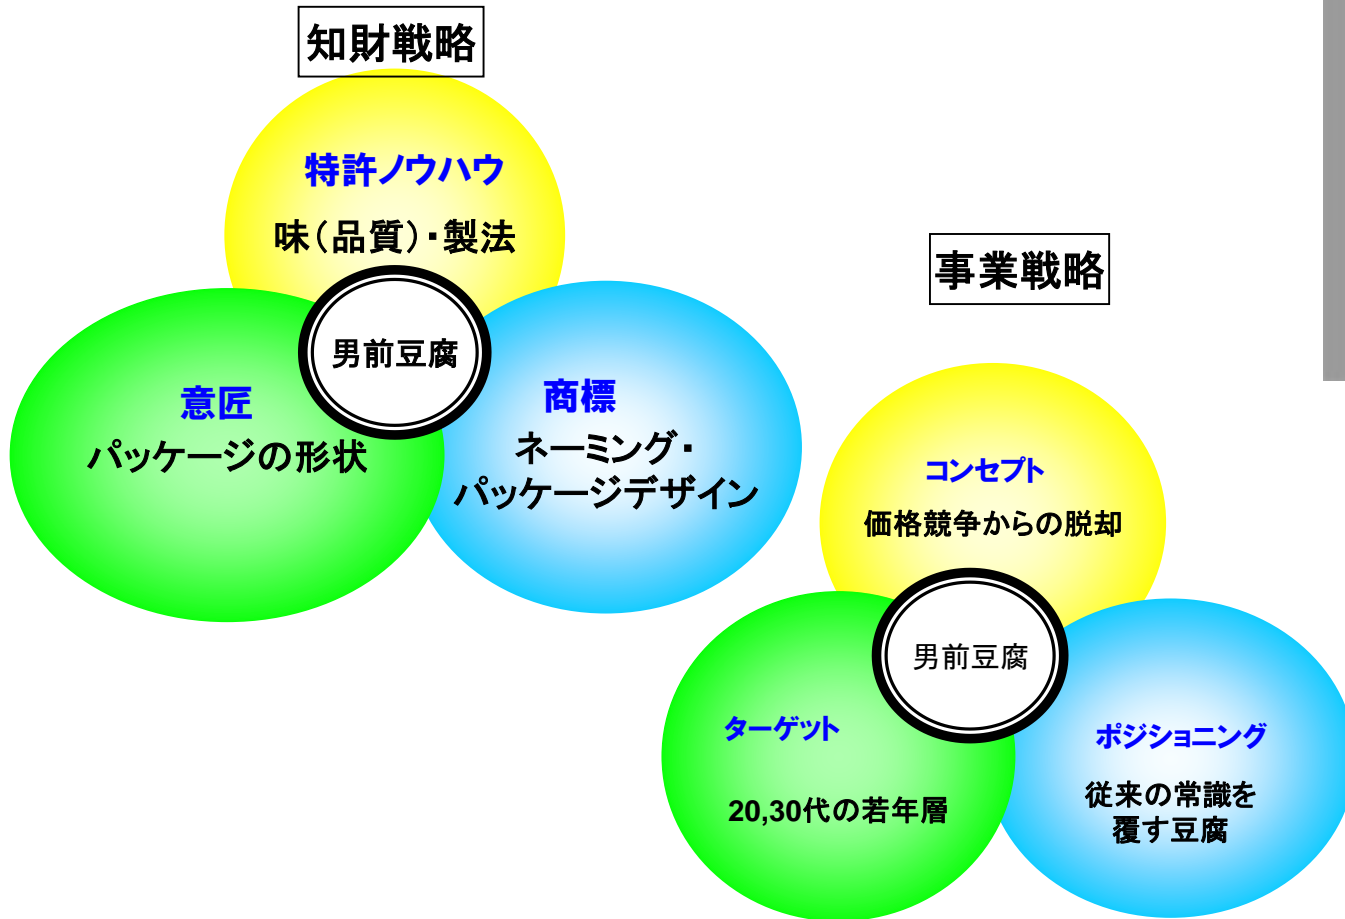 知財戦略
特許ノウハウ
味（品質）・製法
男前豆腐
意匠
パッケージの形状
商標
ネーミング・
パッケージデザイン
事業戦略
コンセプト
価格競争からの脱却
男前豆腐
ターゲット
20,30代の若年層
ポジショニング
従来の常識を
覆す豆腐